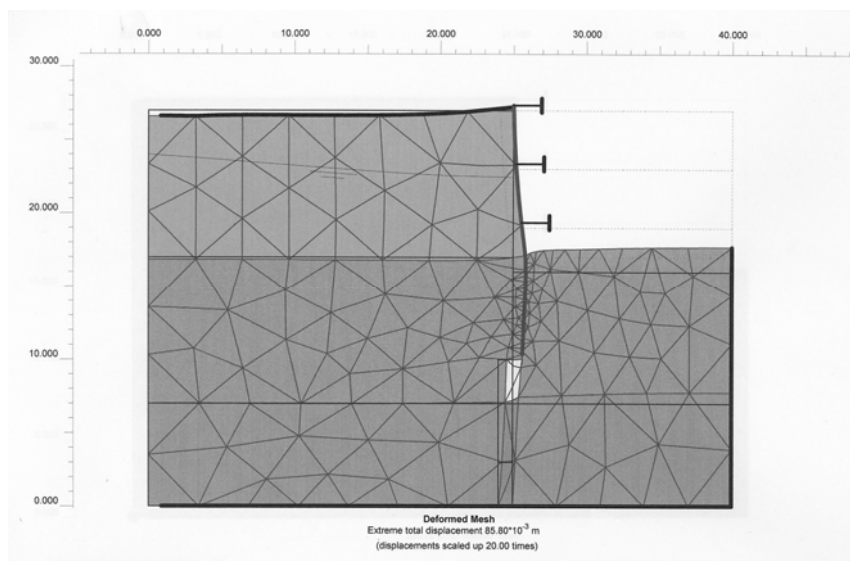 0.000 10.000 20.000 30.000 40.000
30.000
20.000
10.000
0.000
Deformed Mesh
Extreme total displacement 85.80*10-3 m
(displacements scaled up 20.00 times)